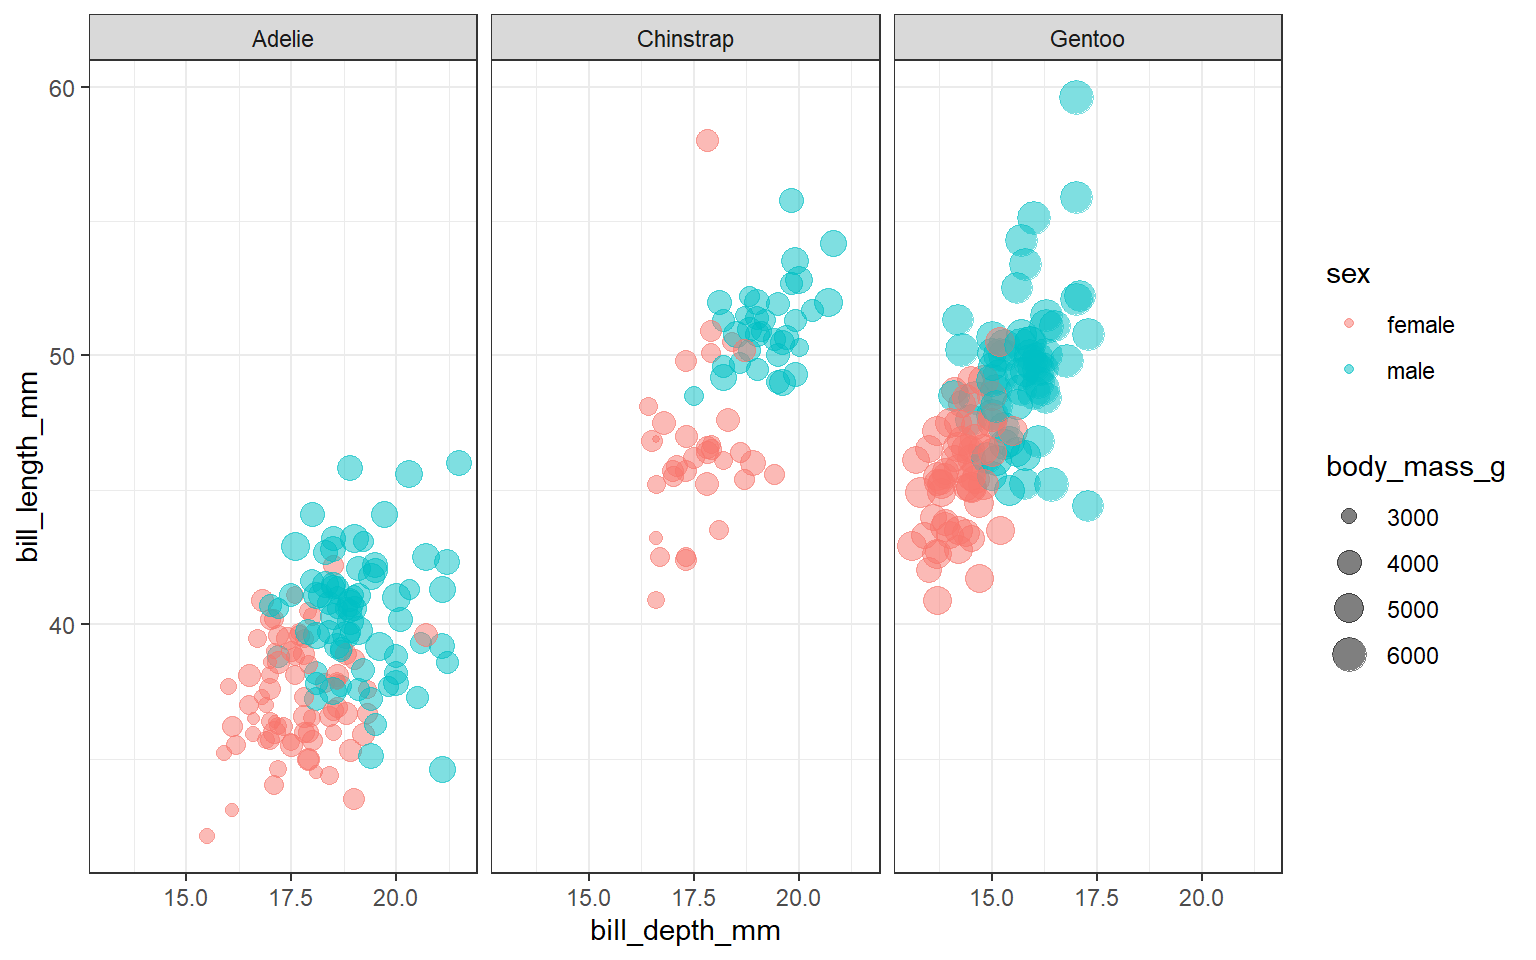 Adelie
Chinstrap
Gentoo
60
50
40
bill_length_mm
15.0 17.5 20.0
15.0 17.5 20.0
15.0 17.5 20.0
bill_depth_mm
sex
female
male
body_mass_g
3000
4000
5000
6000